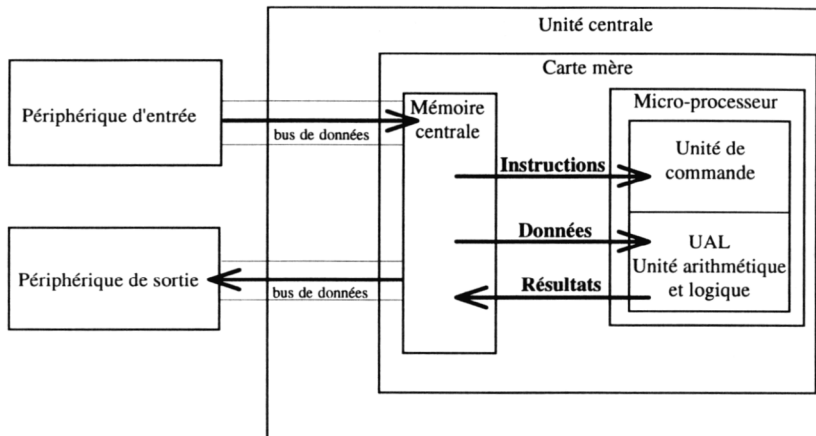 Unité centrale
Carte mère
Périphérique d'entrée
bus de données
Mémoire
centrale
Micro-processeur
Unité de
commande
Instructions
Données
UAL
Unité arithmétique
et logique
Résultats
Périphérique de sortie
bus de données